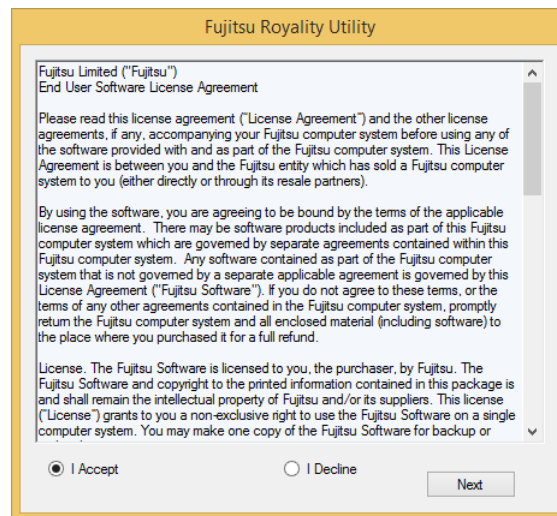 Fujitsu Royality Utility
Fujitsu Limited ("Fujitsu")
End User Software License Agreement
Please read this license agreement ("License Agreement") and the other license
agreements, if any, accompanying your Fujitsu computer system before using any of
the software provided with and as part of the Fujitsu computer system. This License
Agreement is between you and the Fujitsu entity which has sold a Fujitsu computer
system to you (either directly or through its resale partners).
By using the software, you are agreeing to be bound by the terms of the applicable
license agreement.  There may be software products included as part of this Fujitsu
computer system which are governed by separate agreements contained within this
Fujitsu computer system.  Any software contained as part of the Fujitsu computer
system that is not governed by a separate applicable agreement is governed by this
License Agreement ("Fujitsu Software"). If you do not agree to these terms, or the
terms of any other agreements contained in the Fujitsu computer system, promptly
return the Fujitsu computer system and all enclosed material (including software) to
the place where you purchased it for a full refund.
License. The Fujitsu Software is licensed to you, the purchaser, by Fujitsu. The
Fujitsu Software and copyright to the printed information contained in this package is
and shall remain the intellectual property of Fujitsu and/or its suppliers. This license
("License") grants to you a non-exclusive right to use the Fujitsu Software on a single
computer system. You may make one copy of the Fujitsu Software for backup or
I Accept
I Decline
Next